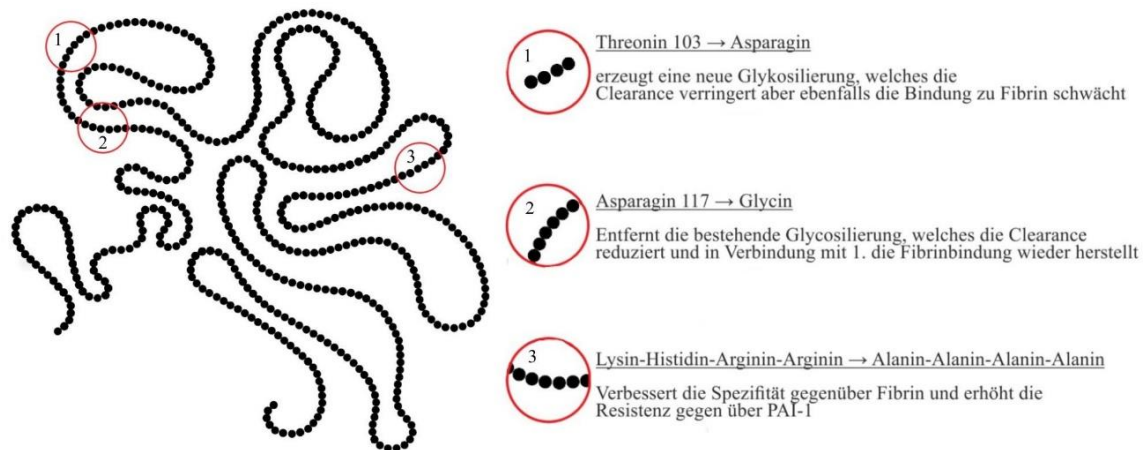 1
2
3
1
Threonin 103 → Asparagin
erzeugt eine neue Glykosilierung, welches die
Clearance verringert aber ebenfalls die Bindung zu Fibrin schwächt
2
Asparagin 117 → Glycin
Entfernt die bestehende Glycosilierung, welches die Clearance
reduziert und in Verbindung mit 1. die Fibrinbindung wieder herstellt
3
Lysin-Histidin-Arginin-Arginin → Alanin-Alanin-Alanin-Alanin
Verbessert die Spezifität gegenüber Fibrin und erhöht die
Resistenz gegen über PAI-1